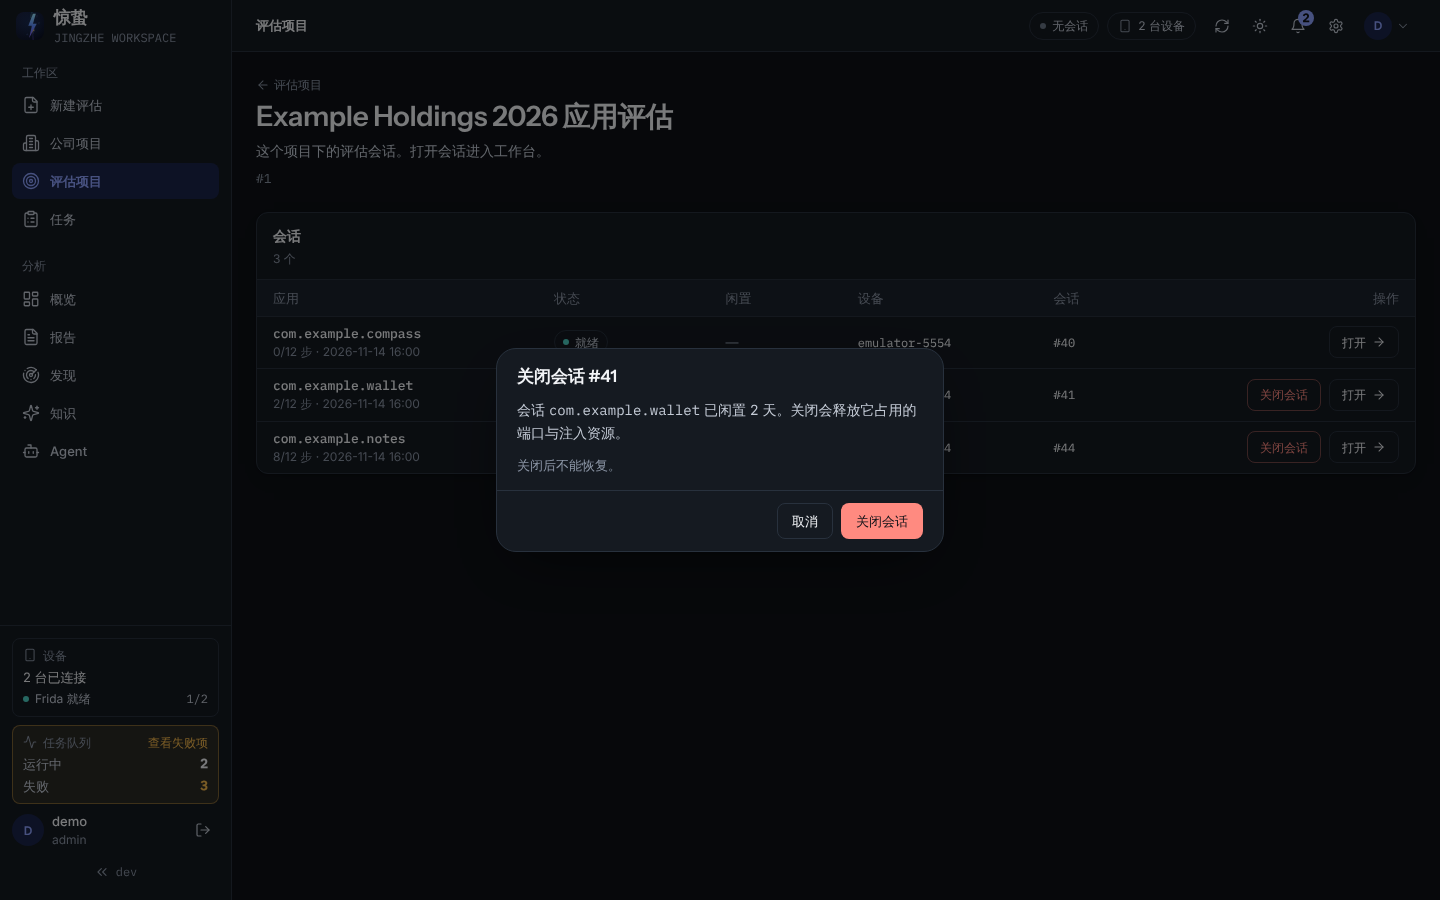 惊蛰
JINGZHE WORKSPACE
工作区
新建评估
公司项目
评估项目
任务
分析
概览
报告
发现
知识
Agent
设备
2 台已连接
Frida 就绪 1/2
任务队列 查看失败项
运行中 2
失败 3
D demo
admin
dev
评估项目 无会话 2 台设备 2 D
评估项目
Example Holdings 2026 应用评估
这个项目下的评估会话。打开会话进入工作台。
#1
会话
3 个
应用 状态 闲置 设备 会话 操作
com.example.compass 就绪 — emulator-5554 #40 打开
0/12 步 · 2026-11-14 16:00
com.example.wallet 4 #41 关闭会话 打开
2/12 步 · 2026-11-14 16:00
com.example.notes 4 #44 关闭会话 打开
8/12 步 · 2026-11-14 16:00
关闭会话 #41
会话 com.example.wallet 已闲置 2 天。关闭会释放它占用的
端口与注入资源。
关闭后不能恢复。
取消 关闭会话